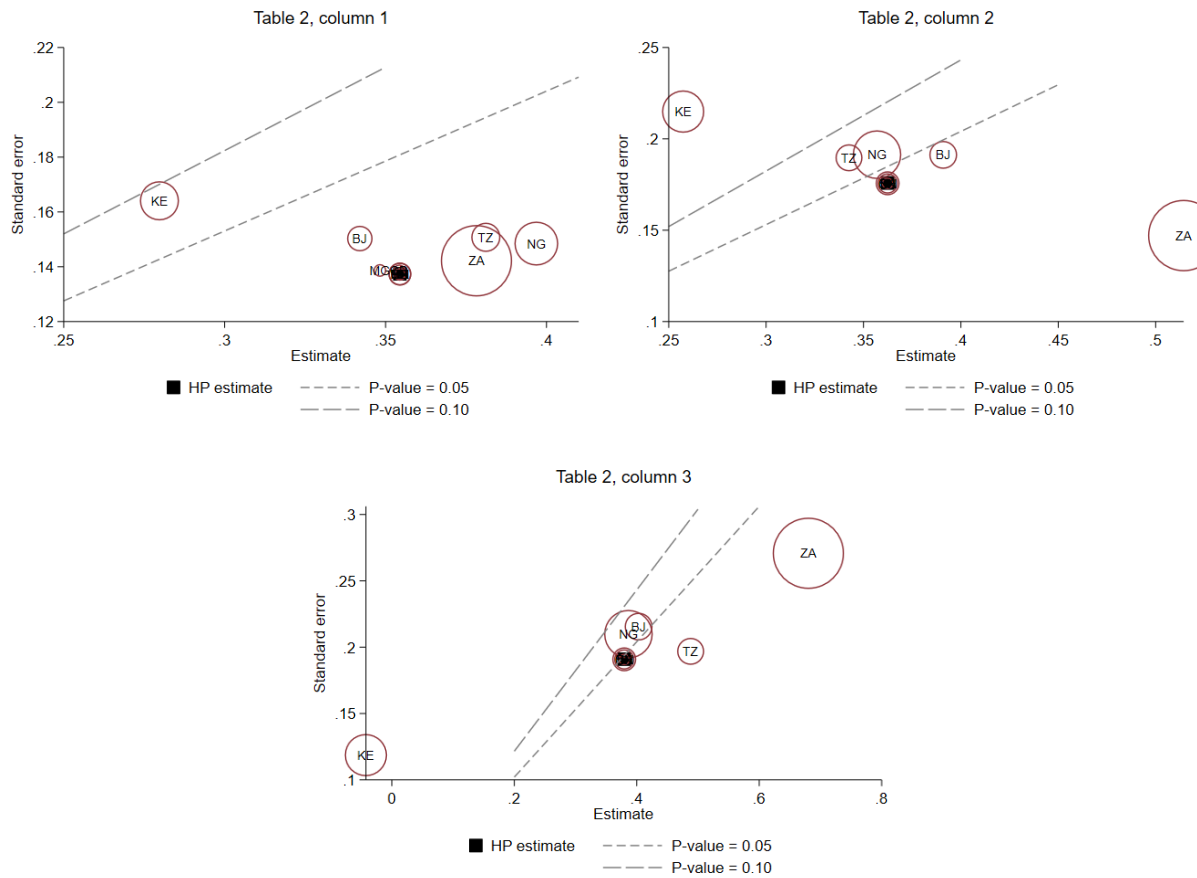 Table 2, column 1
.22
.2
.18
.16
.14
.12
Standard error
KE
BJ
TZ
NG
ZA
.25
.3
.35
.4
Estimate
HP estimate
P-value = 0.05
P-value = 0.10
Table 2, column 2
.25
.2
.15
.1
Standard error
KE
TZ
NG
BJ
ZA
.25
.3
.35
.4
.45
.5
Estimate
HP estimate
P-value = 0.05
P-value = 0.10
Table 2, column 3
.3
.25
.2
.15
.1
Standard error
ZA
BJ
NG
TZ
KE
0
.2
.4
.6
.8
Estimate
HP estimate
P-value = 0.05
P-value = 0.10